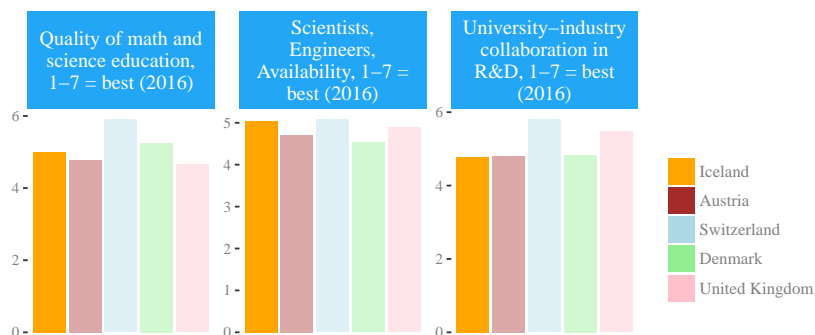 Quality of math and
science education,
1−7 = best (2016)
Scientists,
Engineers,
Availability, 1−7 =
best (2016)
University−industry
collaboration in
R&D, 1−7 = best
(2016)
6
4
2
0
5
4
3
2
1
0
6
4
2
0
Iceland
Austria
Switzerland
Denmark
United Kingdom